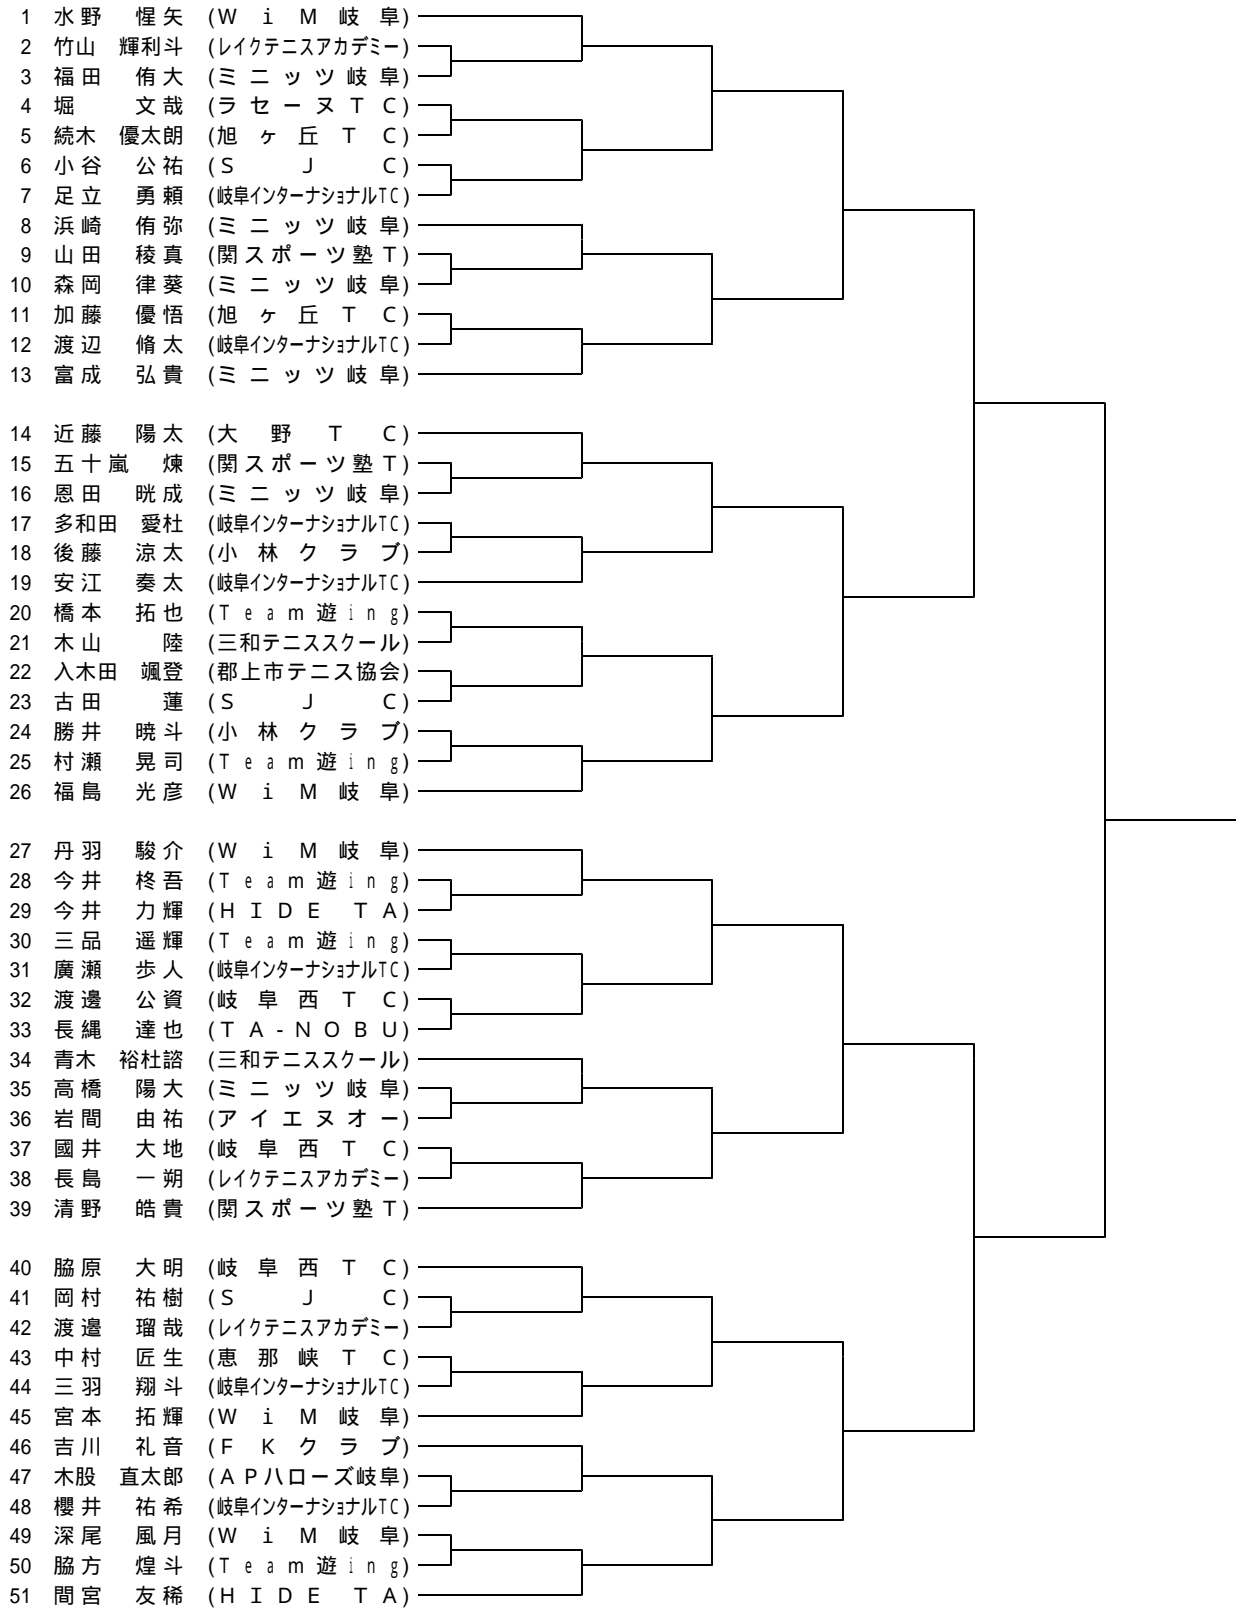 1 水野 惺矢 (WiM岐阜)
2 竹山 輝利斗 (レイクテニスアカデミー)
3 福田 侑大 (ミニッツ岐阜)
4 堀 文哉 (ラセーヌTC)
5 続木 優太朗 (旭ヶ丘TC)
6 小谷 公祐 (SJC)
7 足立 勇頼 (岐阜インターナショナルTC)
8 浜崎 侑弥 (ミニッツ岐阜)
9 山田 稜真 (関スポーツ塾T)
10 森岡 律葵 (ミニッツ岐阜)
11 加藤 優悟 (旭ヶ丘TC)
12 渡辺 脩太 (岐阜インターナショナルTC)
13 富成 弘貴 (ミニッツ岐阜)
14 近藤 陽太 (大野TC)
15 五十嵐 煉 (関スポーツ塾T)
16 恩田 晄成 (ミニッツ岐阜)
17 多和田 愛杜 (岐阜インターナショナルTC)
18 後藤 涼太 (小林クラブ)
19 安江 奏太 (岐阜インターナショナルTC)
20 橋本 拓也 (Team遊ing)
21 木山 陸 (三和テニススクール)
22 入木田 颯登 (郡上市テニス協会)
23 古田 蓮 (SJC)
24 勝井 暁斗 (小林クラブ)
25 村瀬 晃司 (Team遊ing)
26 福島 光彦 (WiM岐阜)
27 丹羽 駿介 (WiM岐阜)
28 今井 柊吾 (Team遊ing)
29 今井 力輝 (HIDE TA)
30 三品 遥輝 (Team遊ing)
31 廣瀬 歩人 (岐阜インターナショナルTC)
32 渡邊 公資 (岐阜西TC)
33 長縄 達也 (TA-NOBU)
34 青木 裕杜諮 (三和テニススクール)
35 高橋 陽大 (ミニッツ岐阜)
36 岩間 由祐 (アイエヌオー)
37 國井 大地 (岐阜西TC)
38 長島 一朔 (レイクテニスアカデミー)
39 清野 皓貴 (関スポーツ塾T)
40 脇原 大明 (岐阜西TC)
41 岡村 祐樹 (SJC)
42 渡邉 瑠哉 (レイクテニスアカデミー)
43 中村 匠生 (恵那峡TC)
44 三羽 翔斗 (岐阜インターナショナルTC)
45 宮本 拓輝 (WiM岐阜)
46 吉川 礼音 (FKクラブ)
47 木股 直太郎 (APハローズ岐阜)
48 櫻井 祐希 (岐阜インターナショナルTC)
49 深尾 風月 (WiM岐阜)
50 脇方 煌斗 (Team遊ing)
51 間宮 友稀 (HIDE TA)